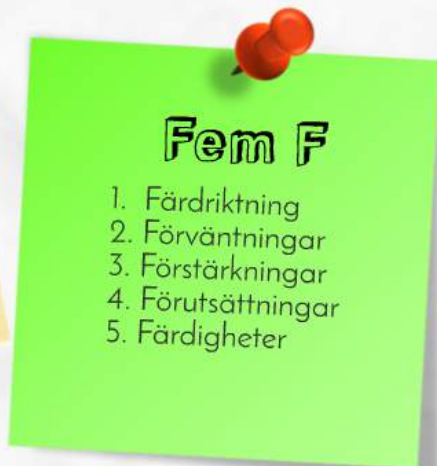 Fem F
1. Färdriktning
2. Förväntningar
3. Förstärkningar
4. Förutsättningar
5. Färdigheter